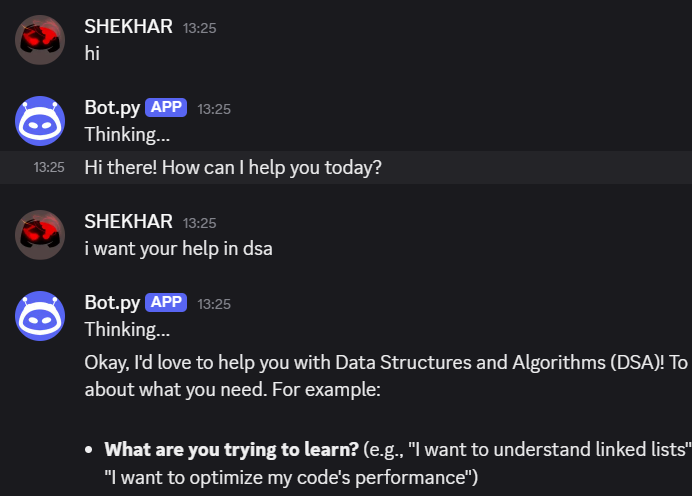 SHEKHAR 13:25
hi
Bot.py APP 13:25
Thinking...
13:25 Hi there! How can I help you today?
SHEKHAR 13:25
i want your help in dsa
Bot.py APP 13:25
Thinking...
Okay, I'd love to help you with Data Structures and Algorithms (DSA)! To
about what you need. For example:
• What are you trying to learn? (e.g., "I want to understand linked lists"
"I want to optimize my code's performance")